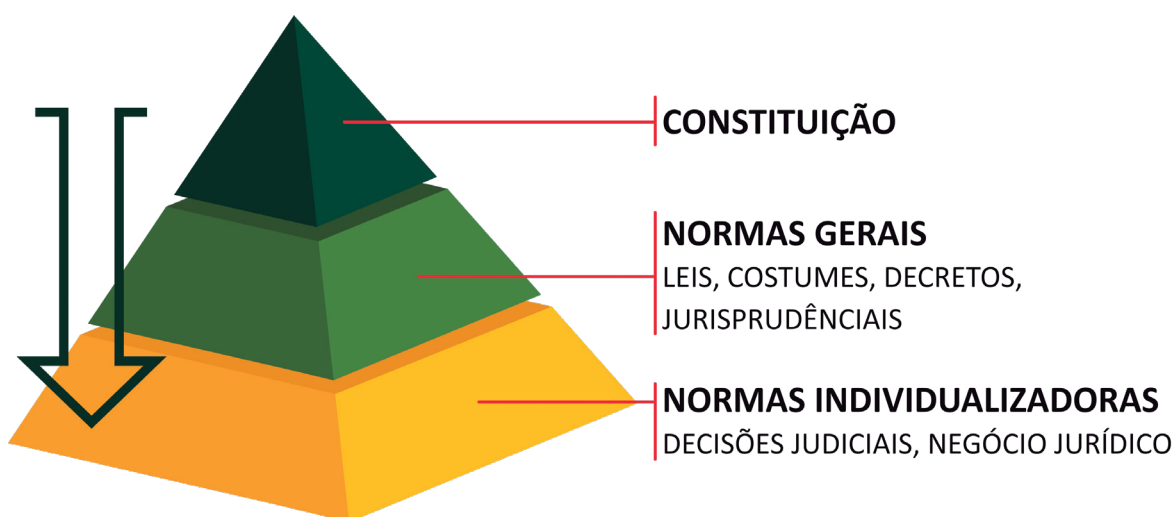 CONSTITUIÇÃO
NORMAS GERAIS
LEIS, COSTUMES, DECRETOS,
JURISPRUDÊNCIAIS
NORMAS INDIVIDUALIZADORAS
DECISÕES JUDICIAIS, NEGÓCIO JURÍDICO